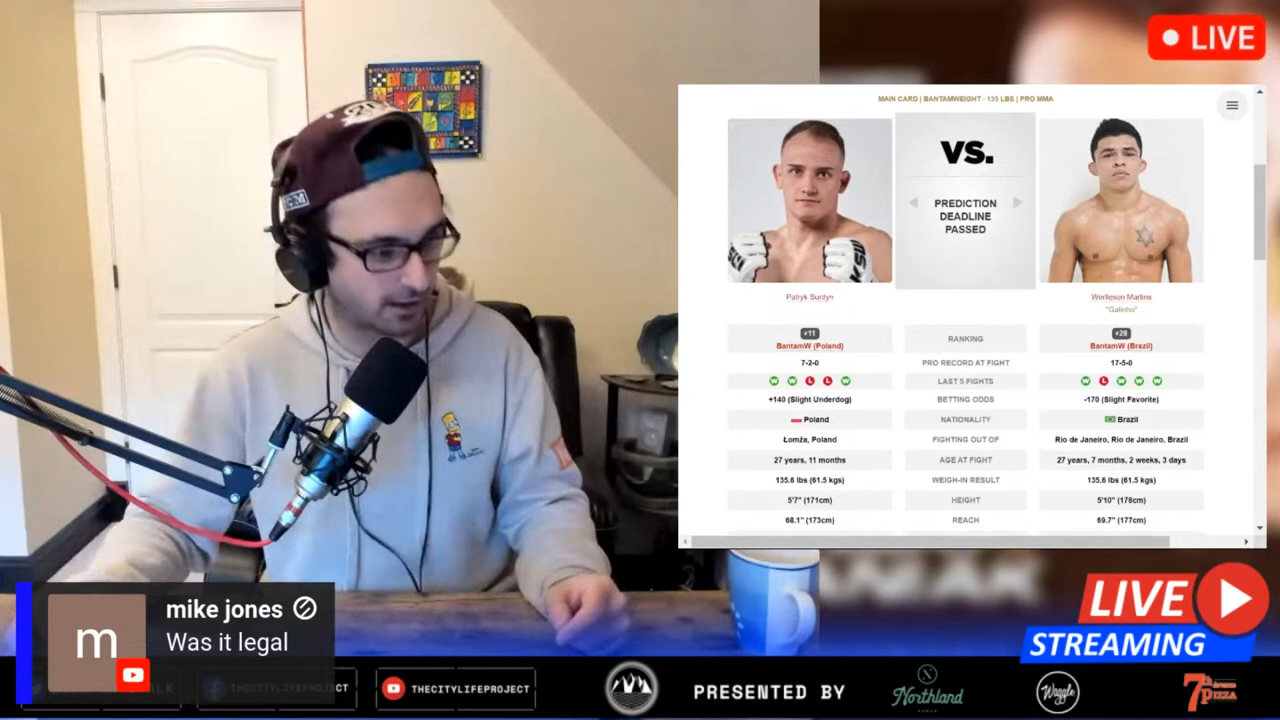 LIVE
MAIN CARD | BANTAMWEIGHT · 135 LBS | PRO MMA
VS.
PREDICTION
DEADLINE
PASSED
Patryk Surdyn
Werlleson Martins
"Galinho"
#11
RANKING
#28
BantamW (Poland)
BantamW (Brazil)
7-2-0
PRO RECORD AT FIGHT
17-5-0
W W L L W
LAST 5 FIGHTS
W L W W W
+140 (Slight Underdog)
BETTING ODDS
-170 (Slight Favorite)
Poland
NATIONALITY
Brazil
Łomża, Poland
FIGHTING OUT OF
Rio de Janeiro, Rio de Janeiro, Brazil
27 years, 11 months
AGE AT FIGHT
27 years, 7 months, 2 weeks, 3 days
135.6 lbs (61.5 kgs)
WEIGH-IN RESULT
135.6 lbs (61.5 kgs)
5'7" (171cm)
HEIGHT
5'10" (178cm)
68.1" (173cm)
REACH
69.7" (177cm)
mike jones
Was it legal
m
LIVE
STREAMING
THECITYLIFEPROJECT
THECITYLIFEPROJECT
PRESENTED BY
Northland
Waggle
7th
PIZZA